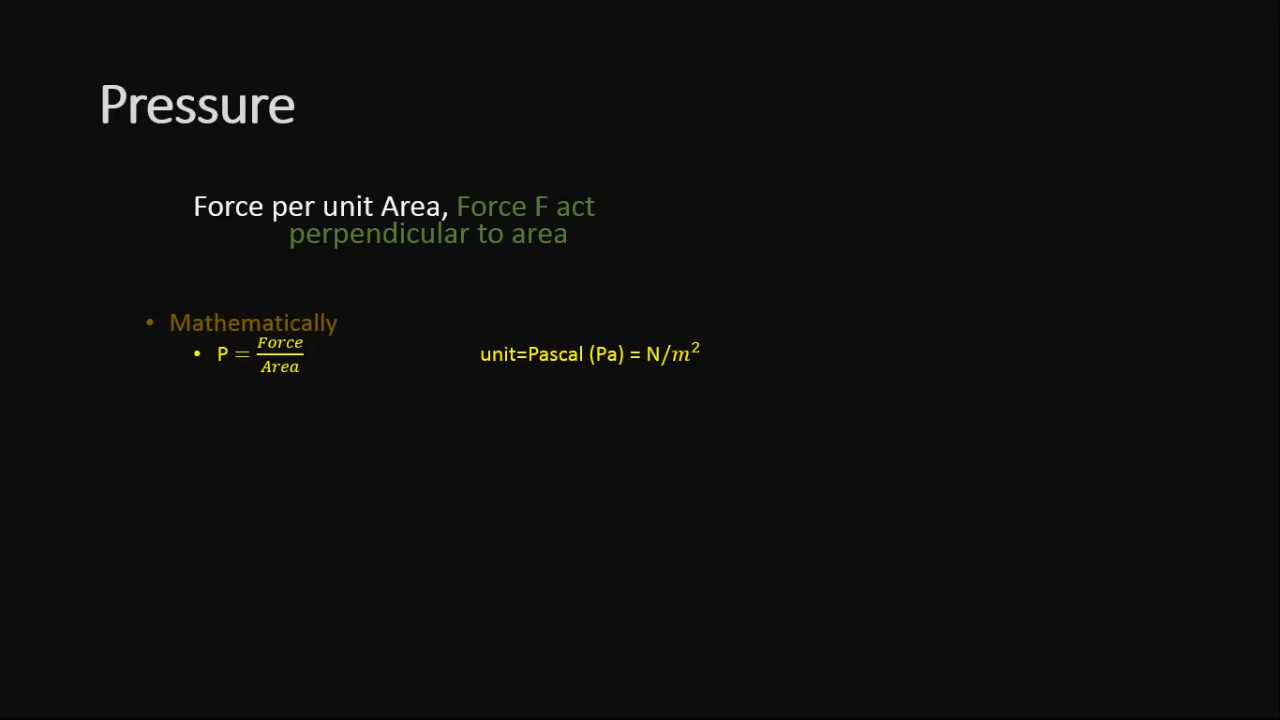 Pressure
Force per unit Area, Force F act
perpendicular to area
• Mathematically
• P = Force/Area unit=Pascal (Pa) = N/m²